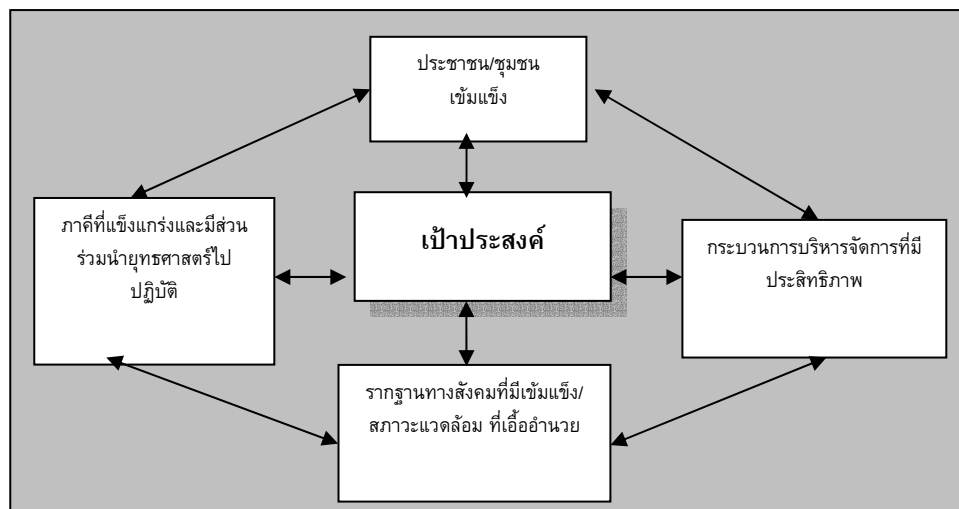 ประชาชน/ชุมชน
เข้มแข็ง
ภาคีที่แข็งแกร่งและมีส่วน
ร่วมนำยุทธศาสตร์ไป
ปฏิบัติ
เป้าประสงค์
กระบวนการบริหารจัดการที่มี
ประสิทธิภาพ
รากฐานทางสังคมที่มีเข้มแข็ง/
สภาวะแวดล้อม ที่เอื้ออำนวย